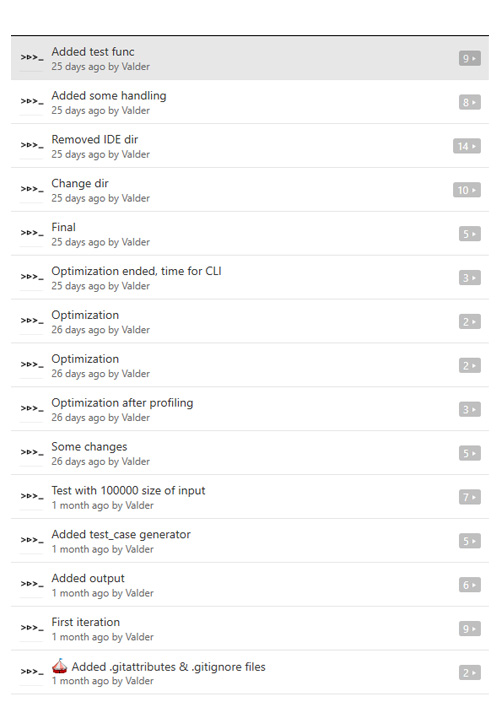 Added test func
25 days ago by Valder
9
Added some handling
25 days ago by Valder
8
Removed IDE dir
25 days ago by Valder
14
Change dir
25 days ago by Valder
10
Final
25 days ago by Valder
5
Optimization ended, time for CLI
25 days ago by Valder
3
Optimization
26 days ago by Valder
2
Optimization
26 days ago by Valder
2
Optimization after profiling
26 days ago by Valder
3
Some changes
26 days ago by Valder
5
Test with 100000 size of input
1 month ago by Valder
7
Added test_case generator
1 month ago by Valder
5
Added output
1 month ago by Valder
6
First iteration
1 month ago by Valder
9
Added .gitattributes & .gitignore files
1 month ago by Valder
2